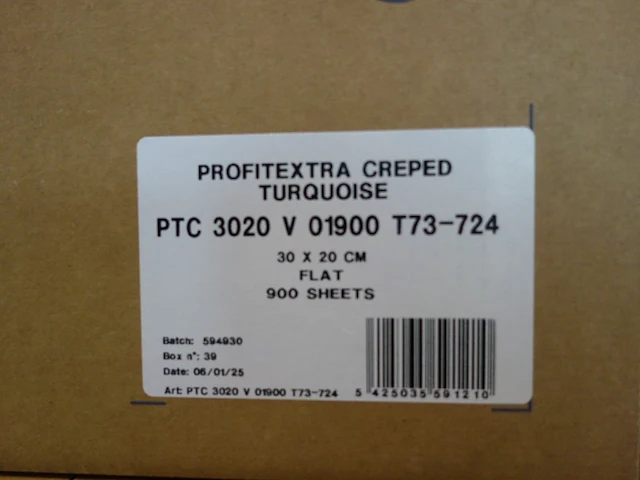 PROFITEXTRA CREPED
TURQUOISE
PTC 3020 V 01900 T73-724
30 X 20 CM
FLAT
900 SHEETS
Batch: 594930
Box n°: 39
Date: 06/01/25
Art: PTC 3020 V 01900 T73-724
5 425035 591210